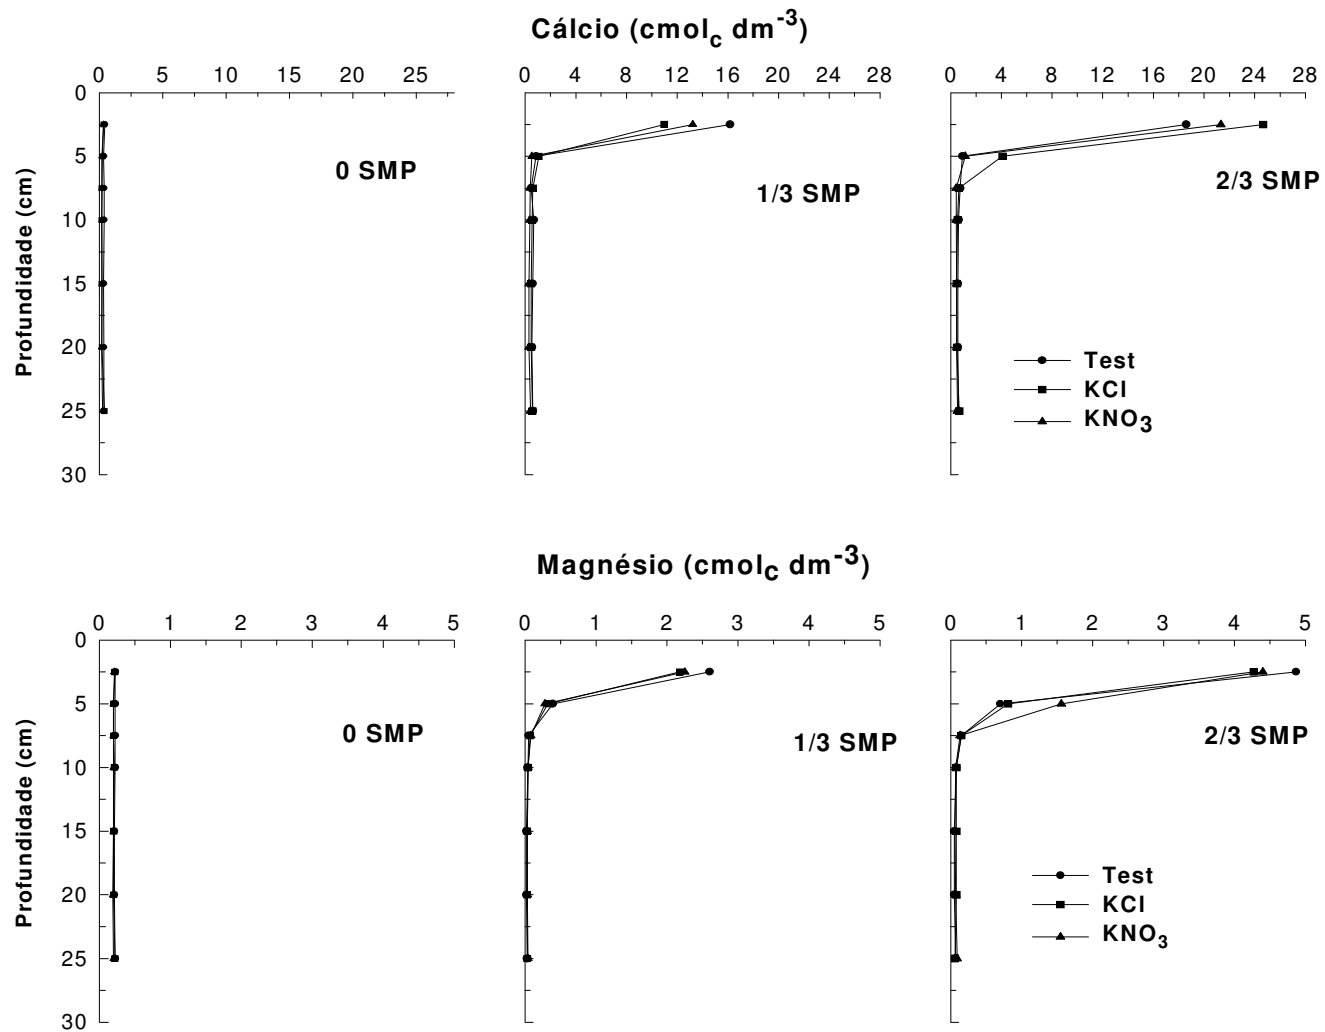 Cálcio (cmol_c dm^-3)
0 5 10 15 20 25
0 4 8 12 16 20 24 28
0 4 8 12 16 20 24 28
Profundidade (cm)
0
5
10
15
20
25
30
0 SMP
1/3 SMP
2/3 SMP
Test
KCl
KNO₃
Magnésio (cmol_c dm^-3)
0 1 2 3 4 5
0 1 2 3 4 5
0 1 2 3 4 5
Profundidade (cm)
0
5
10
15
20
25
30
0 SMP
1/3 SMP
2/3 SMP
Test
KCl
KNO₃